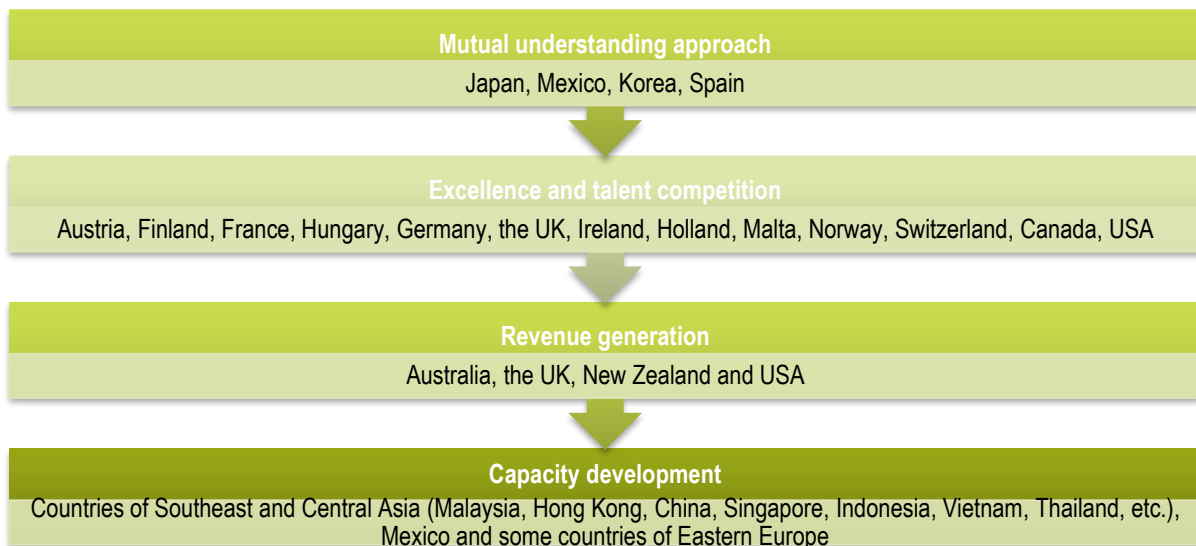 Mutual understanding approach
Japan, Mexico, Korea, Spain
Excellence and talent competition
Austria, Finland, France, Hungary, Germany, the UK, Ireland, Holland, Malta, Norway, Switzerland, Canada, USA
Revenue generation
Australia, the UK, New Zealand and USA
Capacity development
Countries of Southeast and Central Asia (Malaysia, Hong Kong, China, Singapore, Indonesia, Vietnam, Thailand, etc.),
Mexico and some countries of Eastern Europe